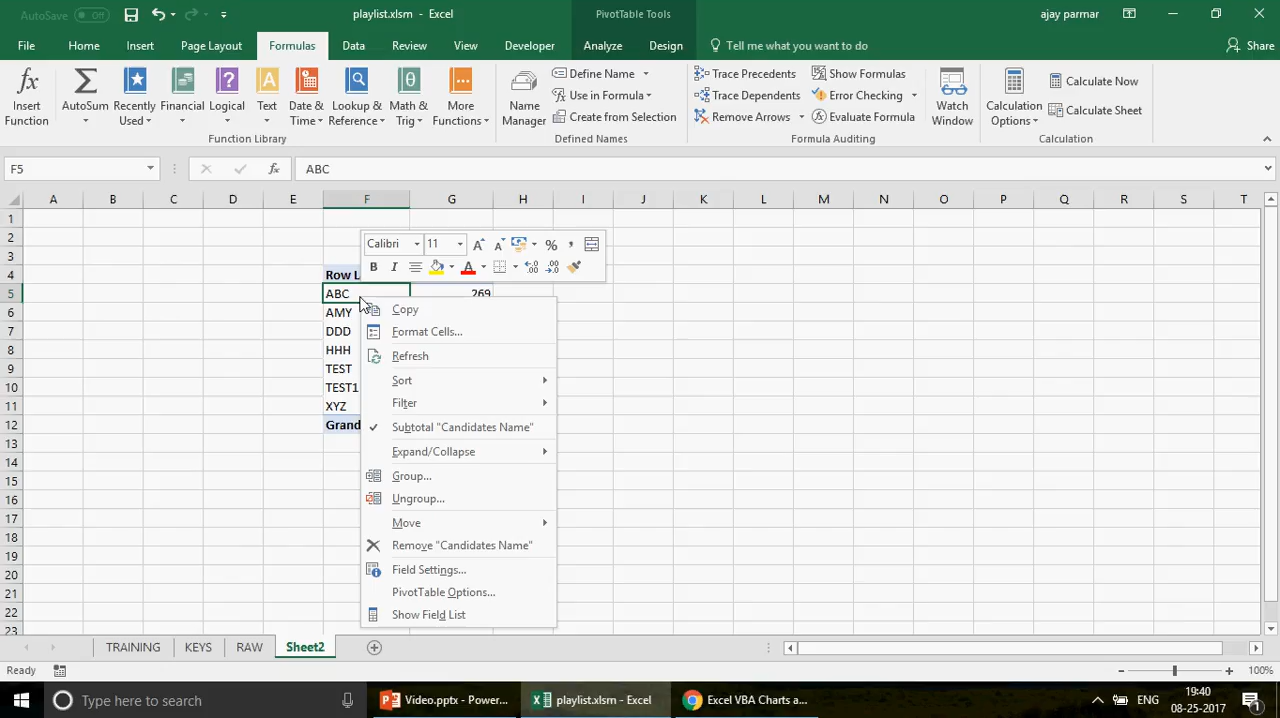 AutoSave Off playlist.xlsm - Excel PivotTable Tools ajay parmar
File Home Insert Page Layout Formulas Data Review View Developer Analyze Design Tell me what you want to do Share
Insert Function AutoSum Recently Used Financial Logical Text Date & Time Lookup & Reference Math & Trig More Functions Name Manager Define Name Use in Formula Create from Selection Trace Precedents Trace Dependents Remove Arrows Show Formulas Error Checking Evaluate Formula Watch Window Calculation Options Calculate Now Calculate Sheet
Function Library Defined Names Formula Auditing Calculation
F5 fx ABC
A B C D E F G H I J K L M N O P Q R S T
1
2
Calibri 11 A A % ,
3
B I A .0 .00 .00 .0
4 Row L
5 ABC 269
6 AMY
7 DDD
8 HHH
9 TEST
10 TEST1
11 XYZ
12 Grand
13
14
15
16
17
18
19
20
21
22
23
Copy
Format Cells...
Refresh
Sort
Filter
Subtotal "Candidates Name"
Expand/Collapse
Group...
Ungroup...
Move
Remove "Candidates Name"
Field Settings...
PivotTable Options...
Show Field List
TRAINING KEYS RAW Sheet2
Ready 100%
Type here to search Video.pptx - Power... playlist.xlsm - Excel Excel VBA Charts a... ENG 19:40
08-25-2017 1